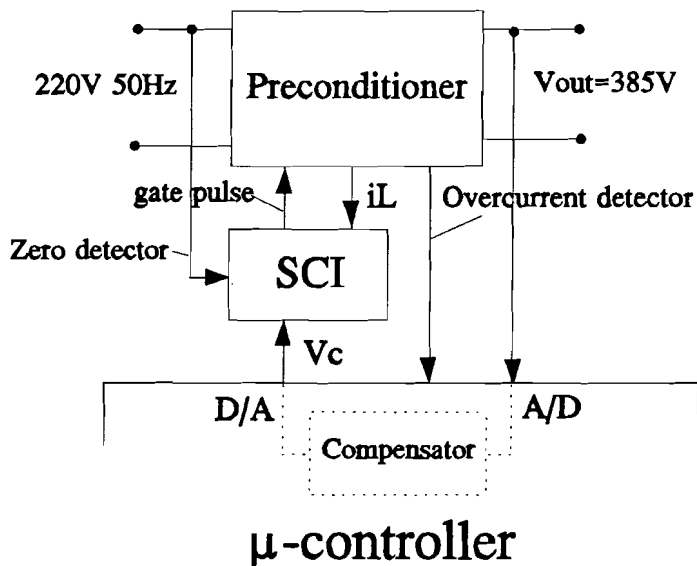 220V 50Hz
Preconditioner
Vout=385V
gate pulse
iL
Overcurrent detector
Zero detector
SCI
Vc
D/A
A/D
Compensator
μ-controller